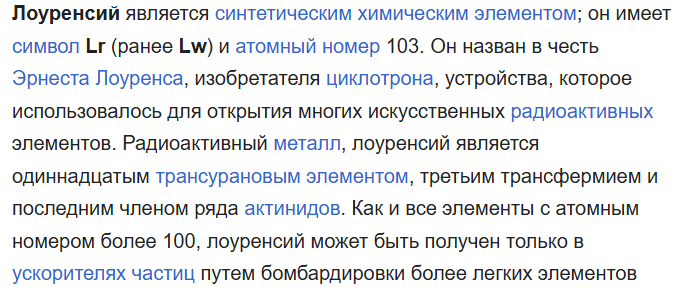 Лоуренсий является синтетическим химическим элементом; он имеет
символ Lr (ранее Lw) и атомный номер 103. Он назван в честь
Эрнеста Лоуренса, изобретателя циклотрона, устройства, которое
использовалось для открытия многих искусственных радиоактивных
элементов. Радиоактивный металл, лоуренсий является
одиннадцатым трансурановым элементом, третьим трансфермием и
последним членом ряда актинидов. Как и все элементы с атомным
номером более 100, лоуренсий может быть получен только в
ускорителях частиц путем бомбардировки более легких элементов